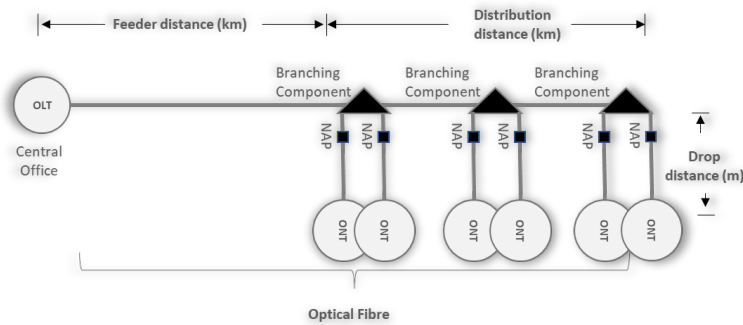 Feeder distance (km)
Distribution
distance (km)
Branching
Component
Branching
Component
Branching
Component
OLT
Central
Office
NAP
NAP
NAP
NAP
NAP
NAP
Drop
distance (m)
ONT
ONT
ONT
ONT
ONT
ONT
Optical Fibre